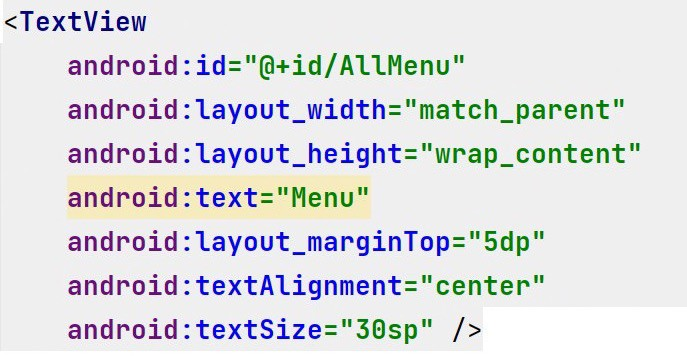 <TextView
android:id="@+id/AllMenu"
android:layout_width="match_parent"
android:layout_height="wrap_content"
android:text="Menu"
android:layout_marginTop="5dp"
android:textAlignment="center"
android:textSize="30sp" />